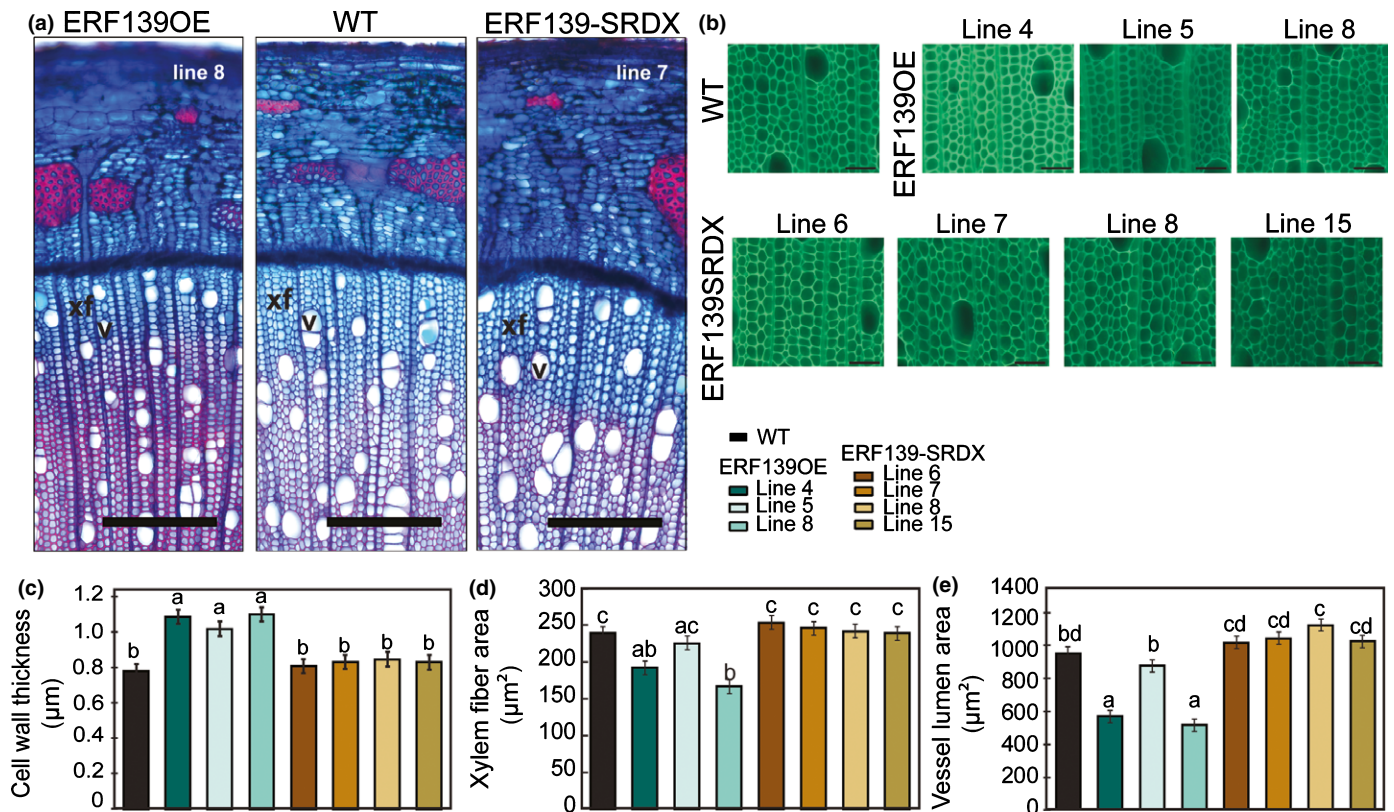 (a) ERF139OE WT ERF139-SRDX
line 8 line 7
xf v xf v xf v
(b) Line 4 Line 5 Line 8
WT
ERF139OE
Line 6 Line 7 Line 8 Line 15
ERF139SRDX
WT
ERF139OE
Line 4
Line 5
Line 8
ERF139-SRDX
Line 6
Line 7
Line 8
Line 15
(c)
Cell wall thickness
(µm)
1.2
1.0
0.8
0.6
0.4
0.2
0
b a a a b b b b
(d)
Xylem fiber area
(µm²)
300
250
200
150
100
50
0
c ab ac b c c c c
(e)
Vessel lumen area
(µm²)
1400
1200
1000
800
600
400
200
0
bd a b a cd cd c cd